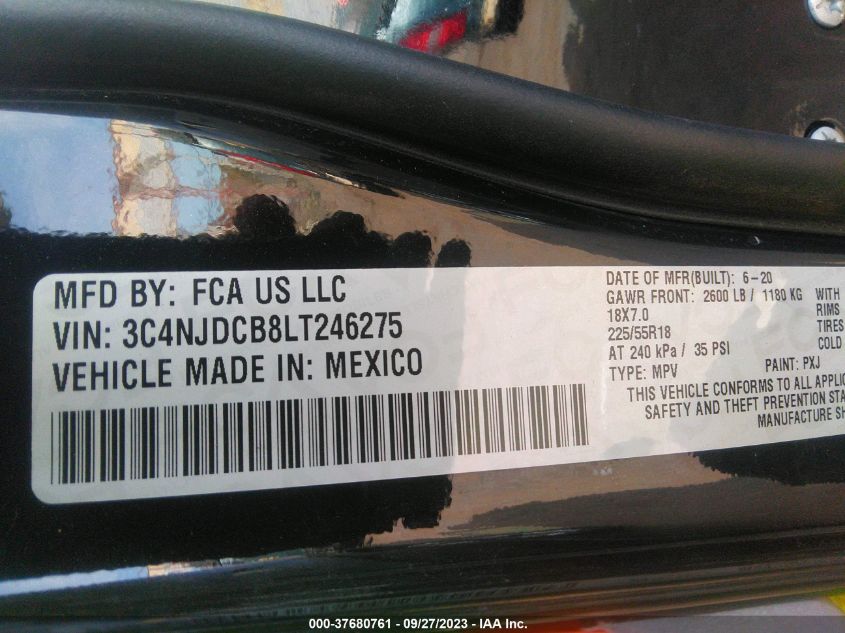 MFD BY: FCA US LLC
VIN: 3C4NJDCB8LT246275
VEHICLE MADE IN: MEXICO
DATE OF MFR(BUILT): 6-20
GAWR FRONT: 2600 LB / 1180 KG WITH
18X7.0 RIMS
225/55R18 TIRES
AT 240 kPa / 35 PSI COLD
TYPE: MPV PAINT: PXJ
THIS VEHICLE CONFORMS TO ALL APPLIC
SAFETY AND THEFT PREVENTION STA
MANUFACTURE SH
000-37680761 - 09/27/2023 - IAA Inc.